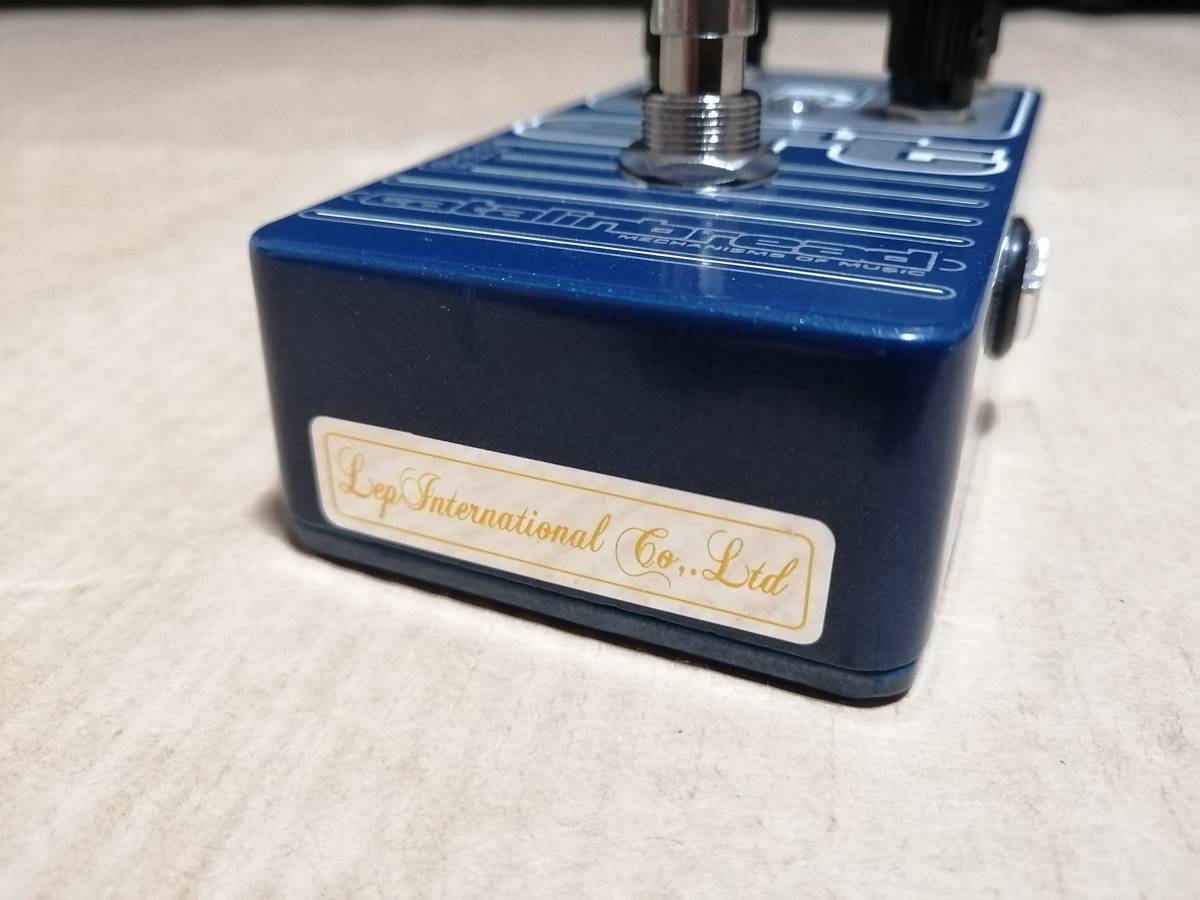 catalinbread
MECHANISMS OF MUSIC
Lep International Co,.Ltd